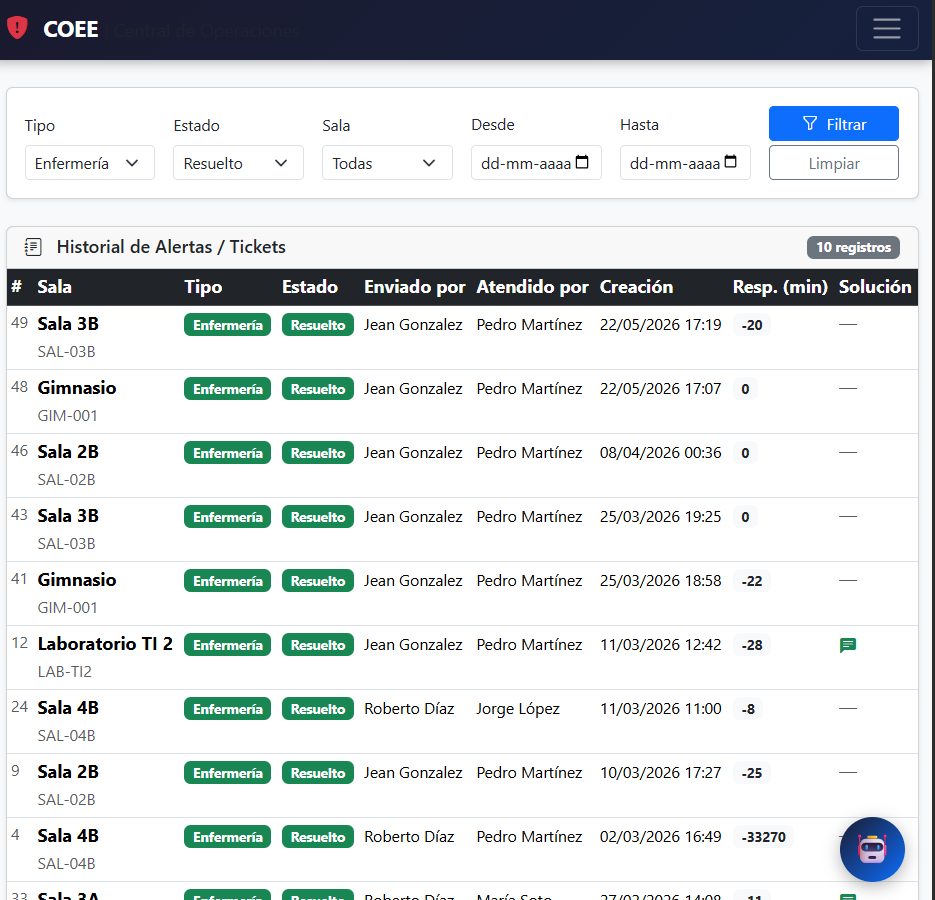 COEE | Central de Operaciones
Tipo Estado Sala Desde Hasta
Enfermería Resuelto Todas dd-mm-aaaa dd-mm-aaaa
Filtrar
Limpiar
Historial de Alertas / Tickets 10 registros
# Sala Tipo Estado Enviado por Atendido por Creación Resp. (min) Solución
49 Sala 3B Enfermería Resuelto Jean Gonzalez Pedro Martínez 22/05/2026 17:19 -20 —
SAL-03B
48 Gimnasio Enfermería Resuelto Jean Gonzalez Pedro Martínez 22/05/2026 17:07 0 —
GIM-001
46 Sala 2B Enfermería Resuelto Jean Gonzalez Pedro Martínez 08/04/2026 00:36 0 —
SAL-02B
43 Sala 3B Enfermería Resuelto Jean Gonzalez Pedro Martínez 25/03/2026 19:25 0 —
SAL-03B
41 Gimnasio Enfermería Resuelto Jean Gonzalez Pedro Martínez 25/03/2026 18:58 -22 —
GIM-001
12 Laboratorio TI 2 Enfermería Resuelto Jean Gonzalez Pedro Martínez 11/03/2026 12:42 -28
LAB-TI2
24 Sala 4B Enfermería Resuelto Roberto Díaz Jorge López 11/03/2026 11:00 -8 —
SAL-04B
9 Sala 2B Enfermería Resuelto Jean Gonzalez Pedro Martínez 10/03/2026 17:27 -25 —
SAL-02B
4 Sala 4B Enfermería Resuelto Roberto Díaz Pedro Martínez 02/03/2026 16:49 -33270
SAL-04B
33 Sala 3A Enfermería Resuelto Roberto Díaz María Soto 27/02/2026 14:08 -11